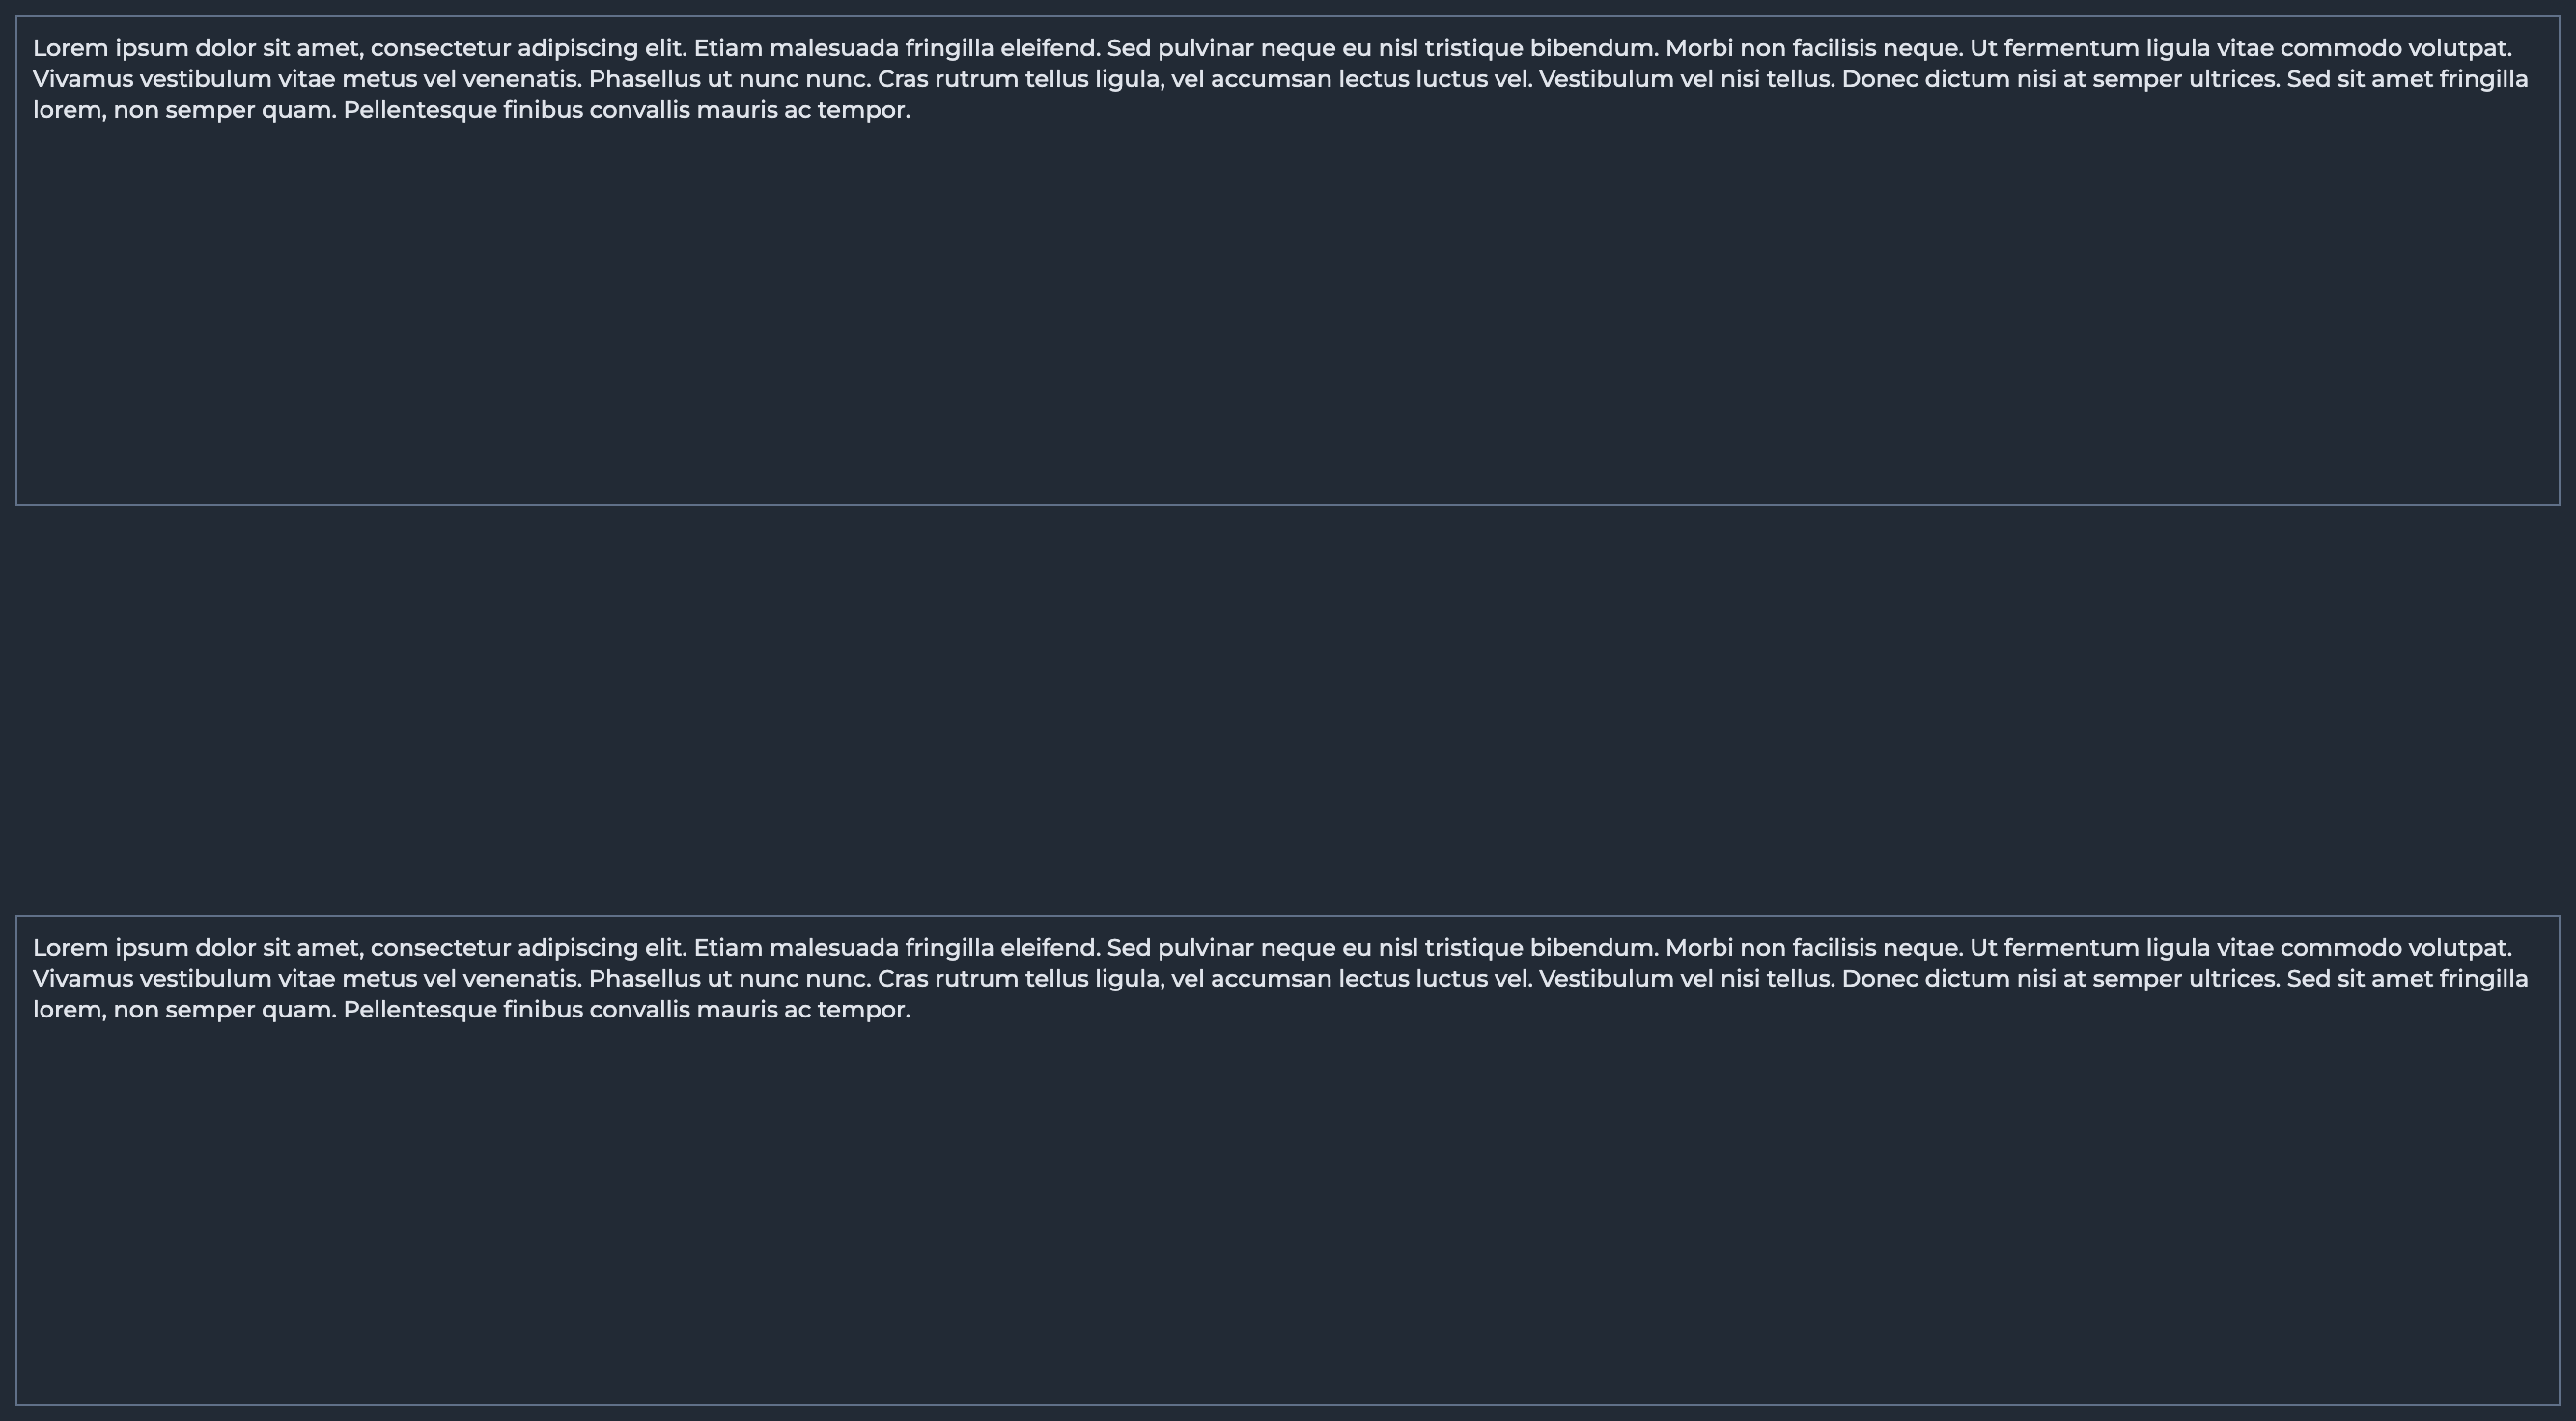 Lorem ipsum dolor sit amet, consectetur adipiscing elit. Etiam malesuada fringilla eleifend. Sed pulvinar neque eu nisl tristique bibendum. Morbi non facilisis neque. Ut fermentum ligula vitae commodo volutpat.
Vivamus vestibulum vitae metus vel venenatis. Phasellus ut nunc nunc. Cras rutrum tellus ligula, vel accumsan lectus luctus vel. Vestibulum vel nisi tellus. Donec dictum nisi at semper ultrices. Sed sit amet fringilla
lorem, non semper quam. Pellentesque finibus convallis mauris ac tempor.
Lorem ipsum dolor sit amet, consectetur adipiscing elit. Etiam malesuada fringilla eleifend. Sed pulvinar neque eu nisl tristique bibendum. Morbi non facilisis neque. Ut fermentum ligula vitae commodo volutpat.
Vivamus vestibulum vitae metus vel venenatis. Phasellus ut nunc nunc. Cras rutrum tellus ligula, vel accumsan lectus luctus vel. Vestibulum vel nisi tellus. Donec dictum nisi at semper ultrices. Sed sit amet fringilla
lorem, non semper quam. Pellentesque finibus convallis mauris ac tempor.